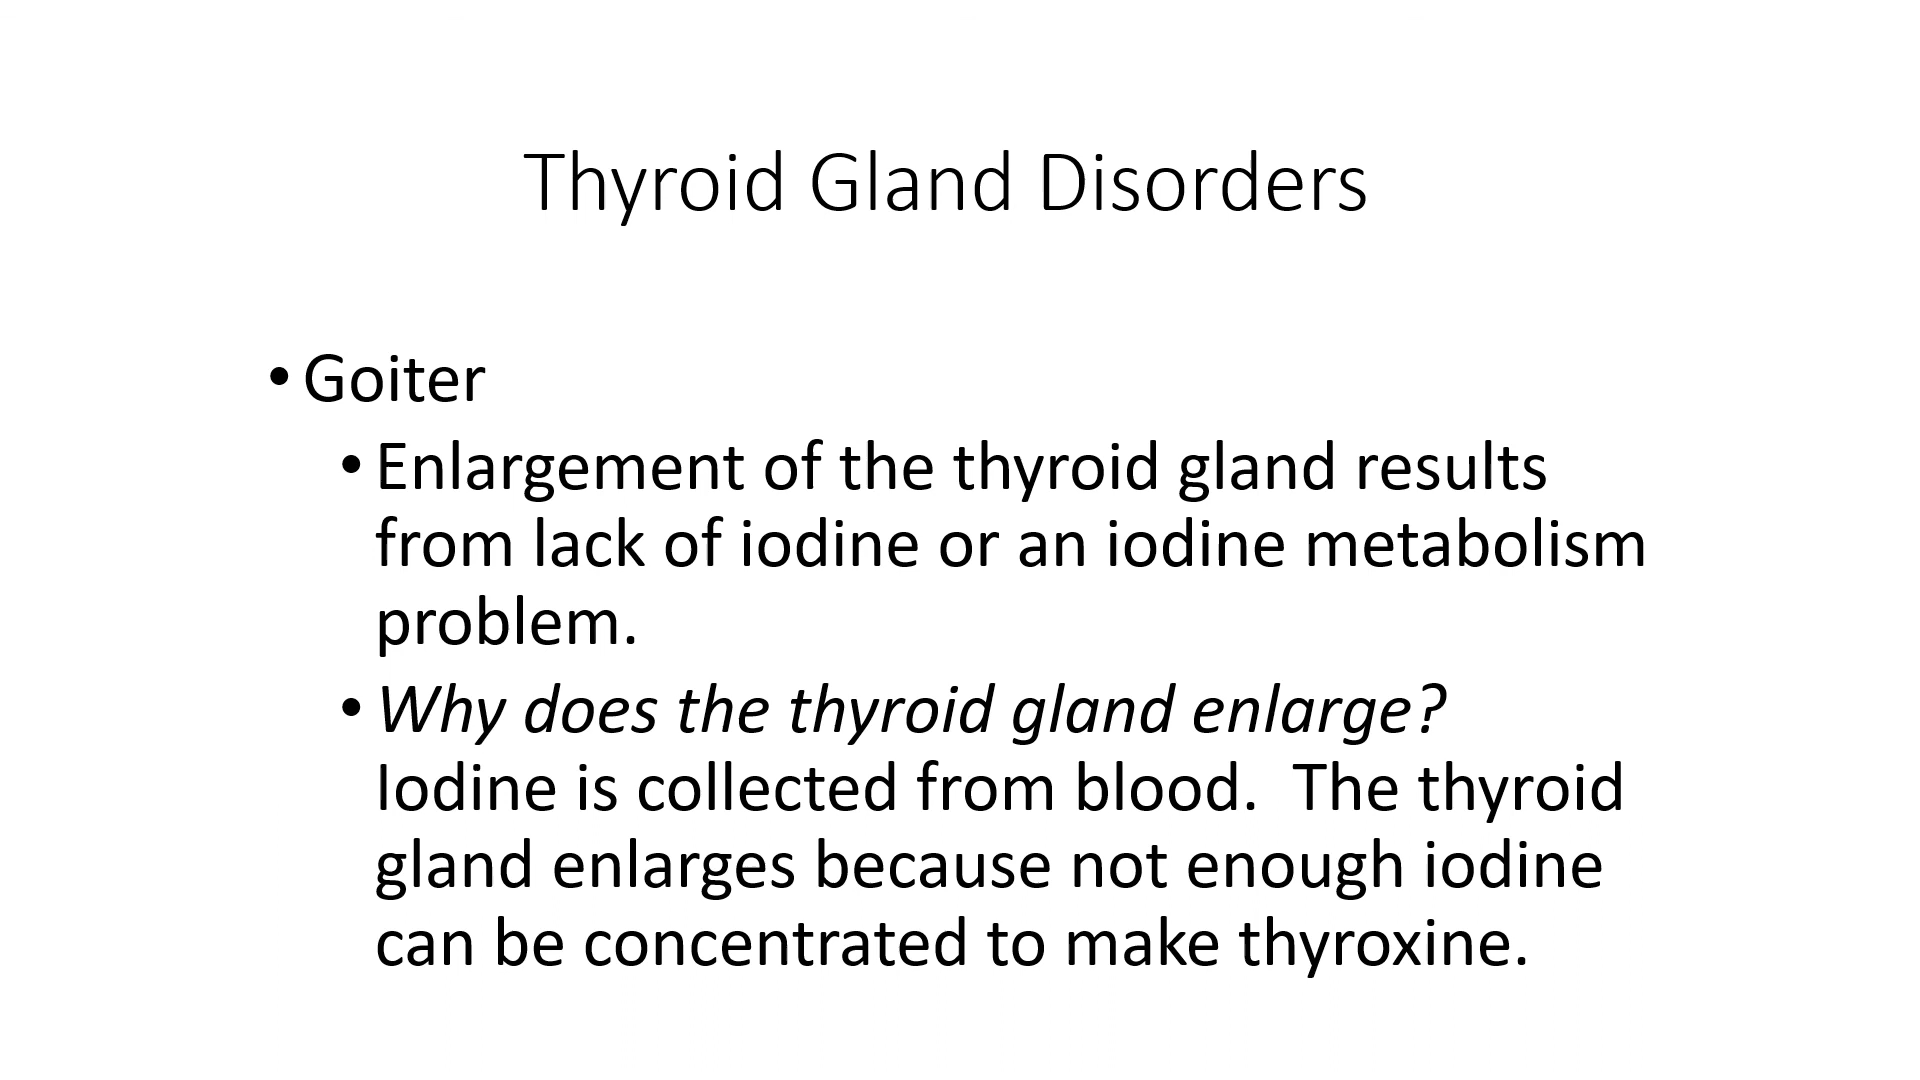 Thyroid Gland Disorders
• Goiter
• Enlargement of the thyroid gland results
from lack of iodine or an iodine metabolism
problem.
• Why does the thyroid gland enlarge?
Iodine is collected from blood.  The thyroid
gland enlarges because not enough iodine
can be concentrated to make thyroxine.